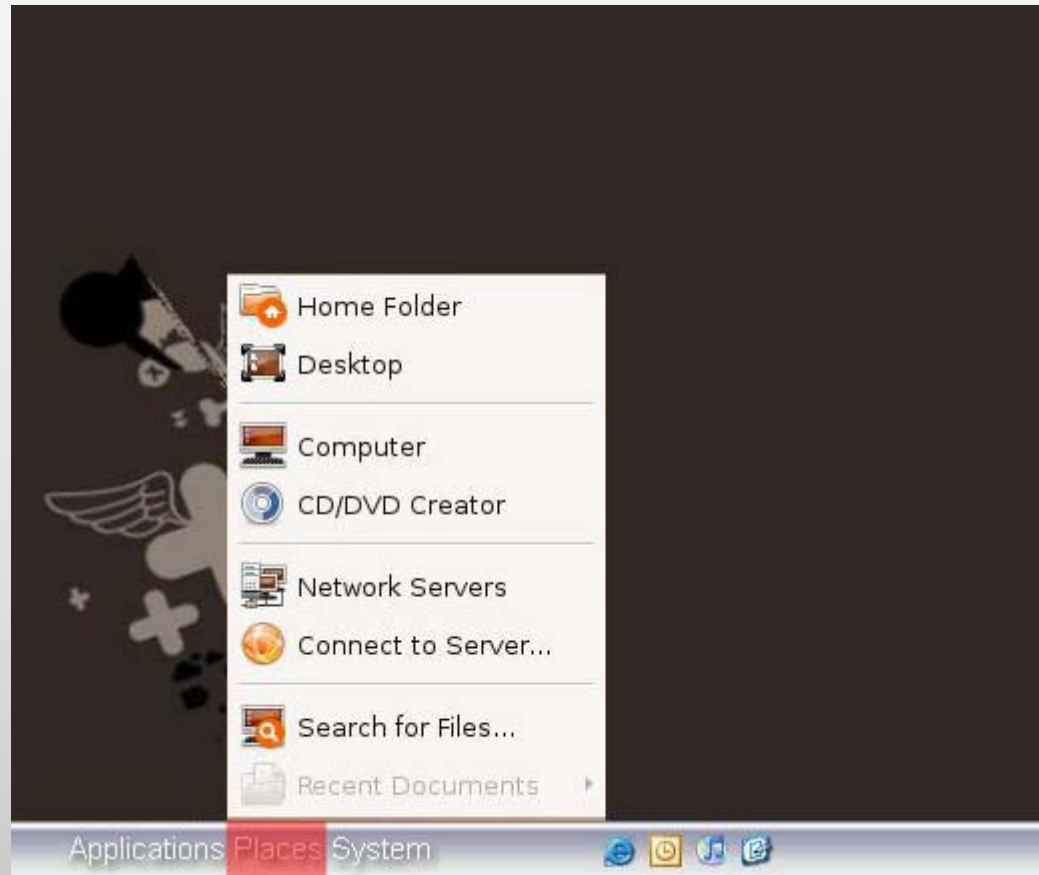 Home Folder
Desktop
Computer
CD/DVD Creator
Network Servers
Connect to Server...
Search for Files...
Recent Documents
Applications Places System